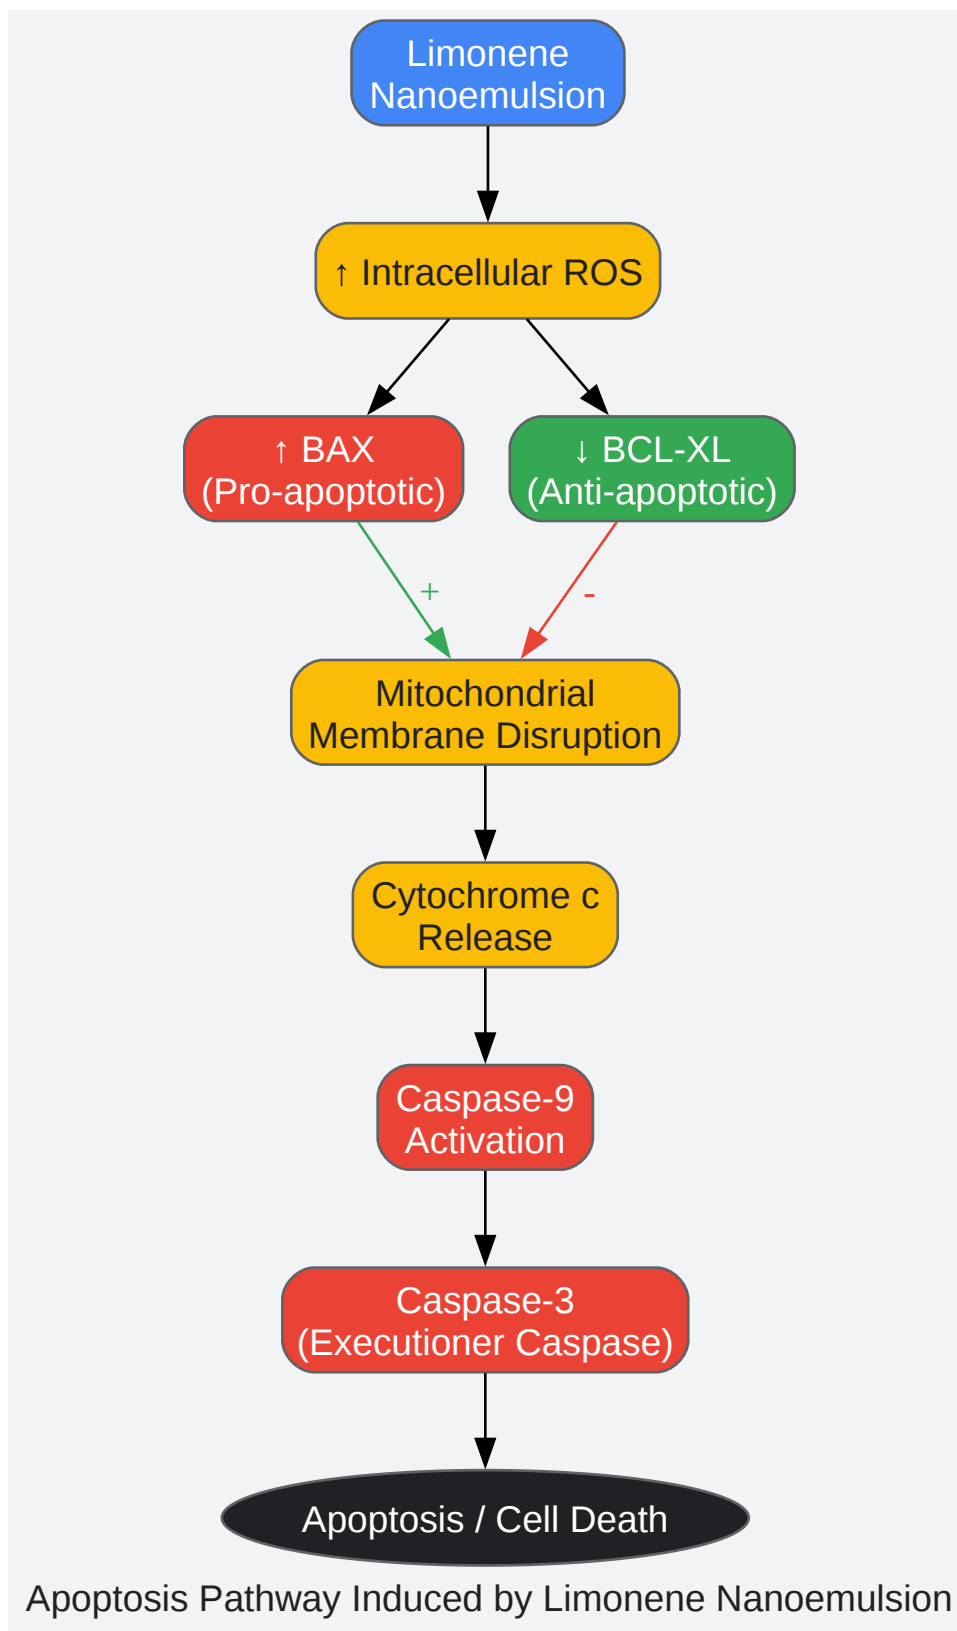 Limonene
Nanoemulsion
↑ Intracellular ROS
↑ BAX
(Pro-apoptotic)
↓ BCL-XL
(Anti-apoptotic)
+
-
Mitochondrial
Membrane Disruption
Cytochrome c
Release
Caspase-9
Activation
Caspase-3
(Executioner Caspase)
Apoptosis / Cell Death
Apoptosis Pathway Induced by Limonene Nanoemulsion